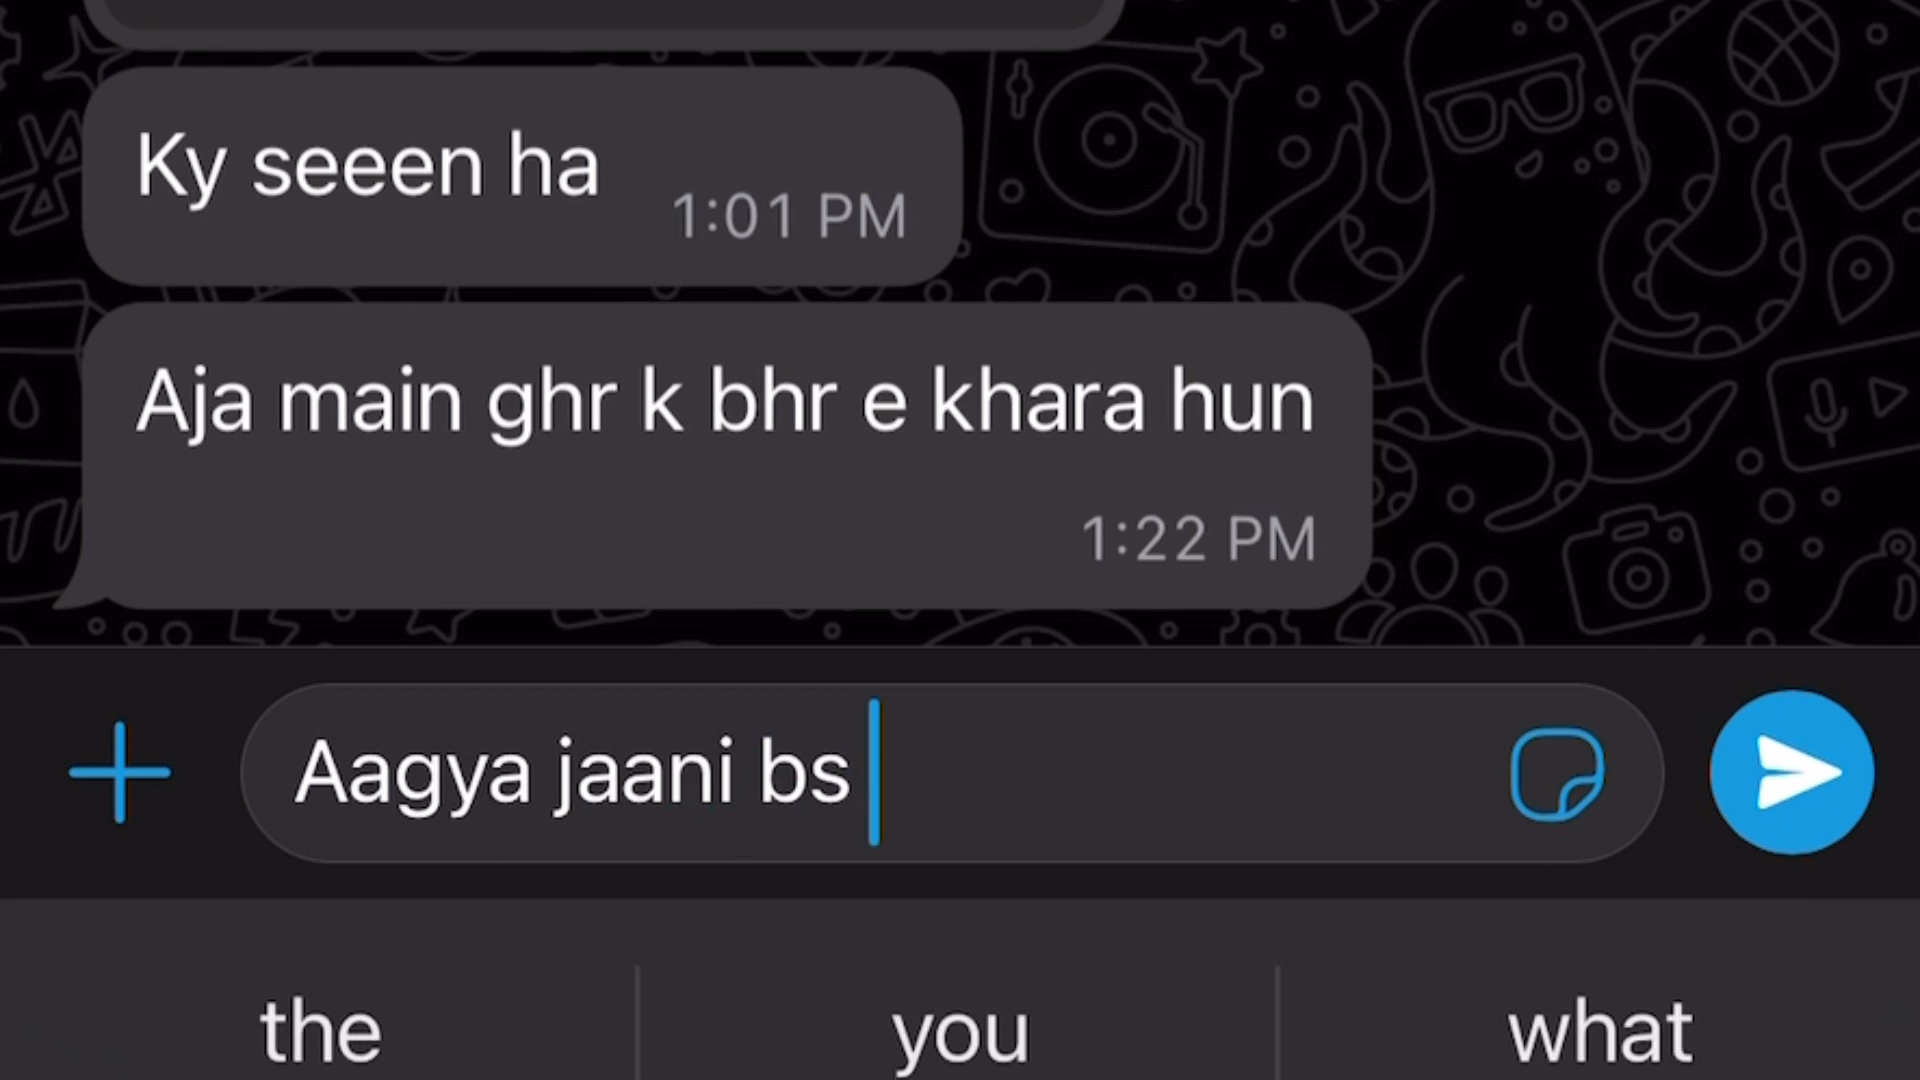 Ky seeen ha
1:01 PM
Aja main ghr k bhr e khara hun
1:22 PM
Aagya jaani bs
the you what